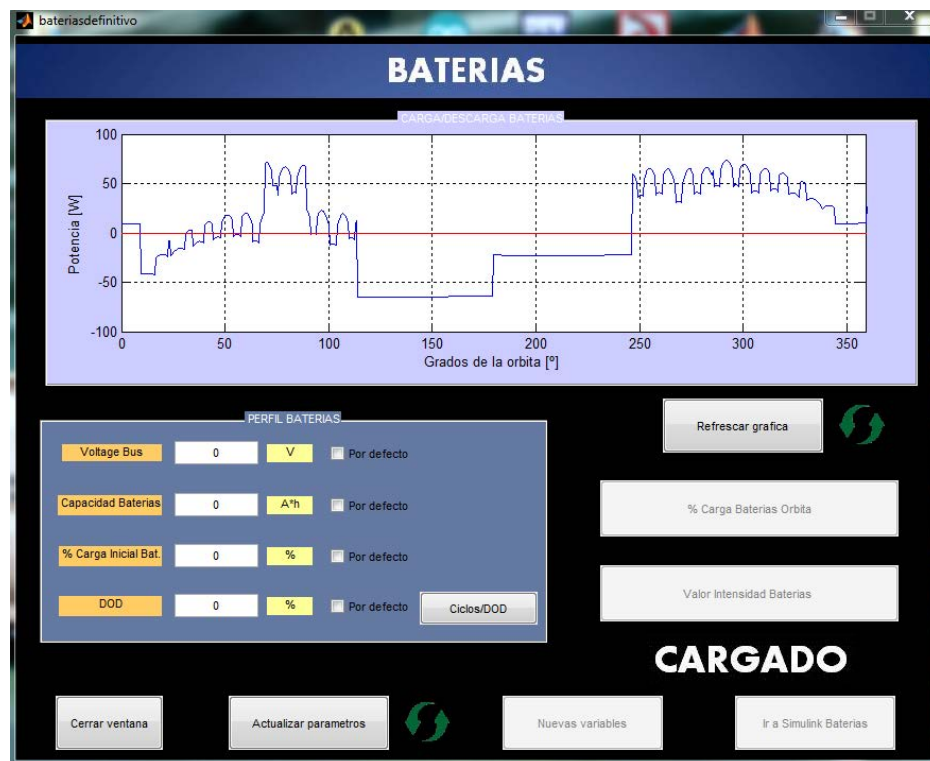 bateriasdefinitivo
BATERIAS
CARGA/DESCARGA BATERIAS
100
50
0
-50
-100
Potencia [W]
0 50 100 150 200 250 300 350
Grados de la orbita [º]
PERFIL BATERIAS
Voltage Bus 0 V Por defecto
Capacidad Baterias 0 A*h Por defecto
% Carga Inicial Bat. 0 % Por defecto
DOD 0 % Por defecto Ciclos/DOD
Refrescar grafica
% Carga Baterias Orbita
Valor Intensidad Baterias
CARGADO
Cerrar ventana Actualizar parametros Nuevas variables Ir a Simulink Baterias